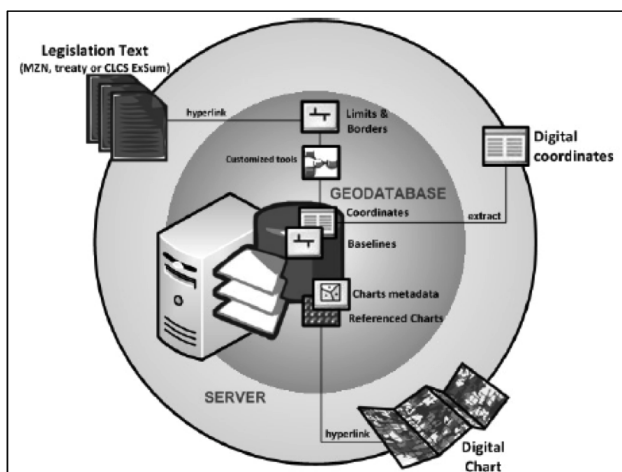 Legislation Text
(MZN, treaty or CLCS ExSum)
hyperlink
Limits &
Borders
Customized tools
Digital
coordinates
GEODATABASE
Coordinates
extract
Baselines
Charts metadata
Referenced Charts
SERVER
hyperlink
Digital
Chart